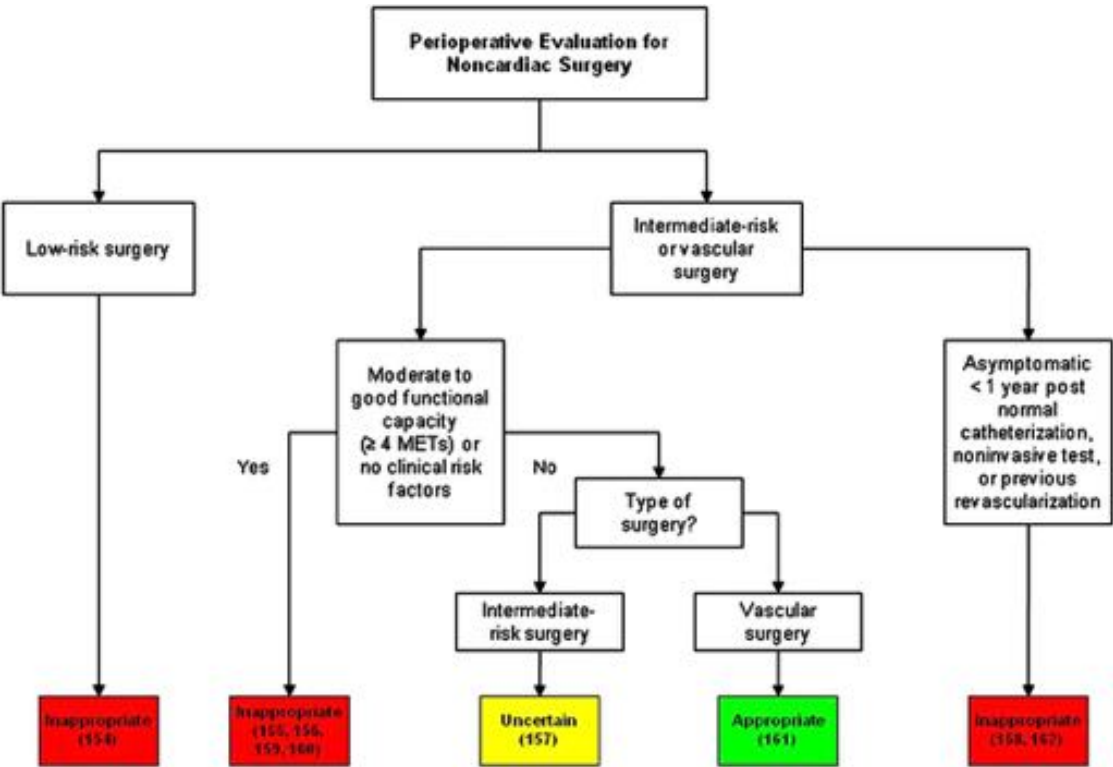 Perioperative Evaluation for
Noncardiac Surgery
Low-risk surgery
Intermediate-risk
or vascular
surgery
Moderate to
good functional
capacity
(≥ 4 METs) or
no clinical risk
factors
Asymptomatic
< 1 year post
normal
catheterization,
noninvasive test,
or previous
revascularization
Yes
No
Type of
surgery?
Intermediate-
risk surgery
Vascular
surgery
Inappropriate
(154)
Inappropriate
(155, 156,
159, 160)
Uncertain
(157)
Appropriate
(161)
Inappropriate
(158, 162)